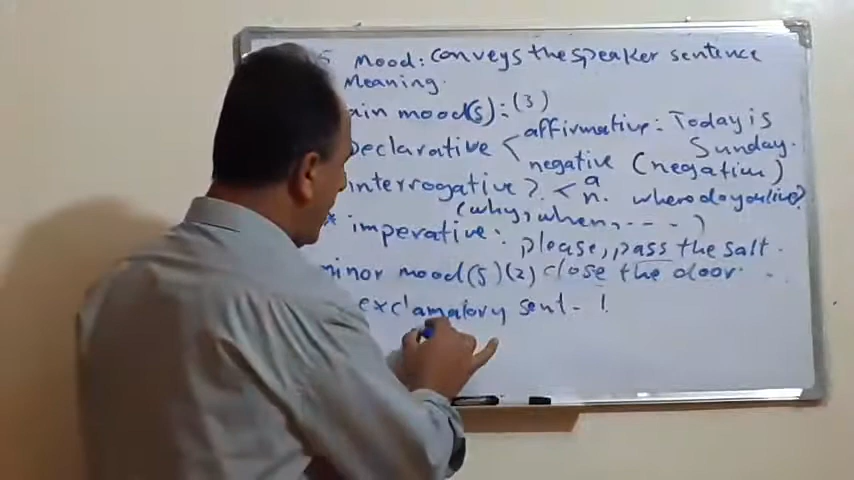 Mood: Conveys the speaker sentence
Meaning.
ain mood(s): (3)
Declarative < affirmative: Today is
Sunday.
negative (negation)
interrogative? < a n. where do you live?
(why, when, - - - -)
* imperative: please, pass the salt.
minor mood(s) (2) close the door. .
exclamatory sent - !